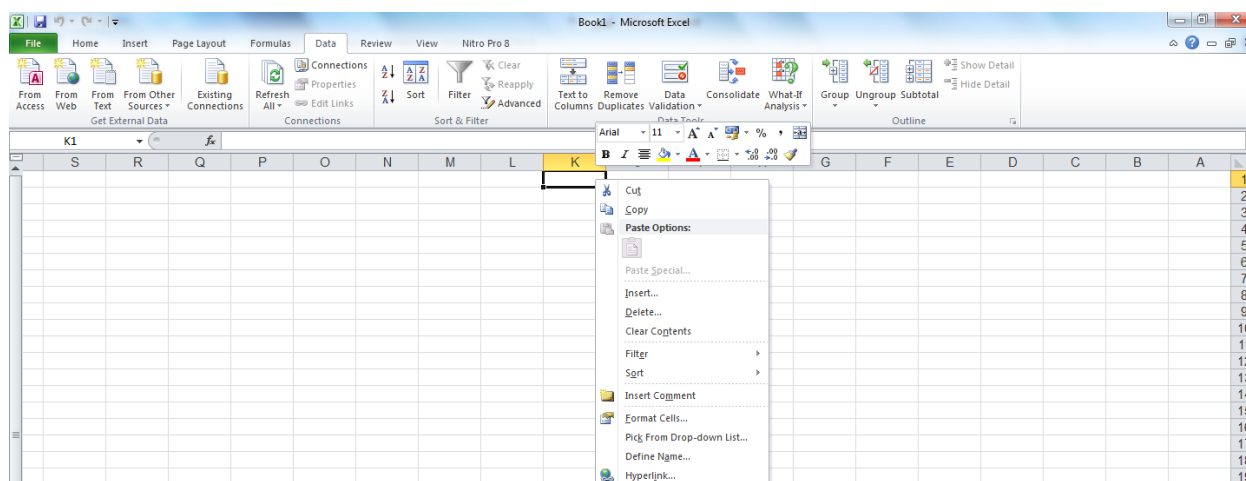 Book1 - Microsoft Excel
File Home Insert Page Layout Formulas Data Review View Nitro Pro 8
From Access
From Web
From Text
From Other Sources
Existing Connections
Get External Data
Refresh All
Connections
Properties
Edit Links
Connections
Sort
Filter
Clear
Reapply
Advanced
Sort & Filter
Text to Columns
Remove Duplicates
Data Validation
Consolidate
What-If Analysis
Data Tools
Group
Ungroup
Subtotal
Show Detail
Hide Detail
Outline
K1
fx
Arial 11 A A % ,
B I A .00 .00
S R Q P O N M L K G F E D C B A
1
2
3
4
5
6
7
8
9
Cut
Copy
Paste Options:
Paste Special...
Insert...
Delete...
Clear Contents
Filter
Sort
Insert Comment
Format Cells...
Pick From Drop-down List...
Define Name...
Hyperlink...